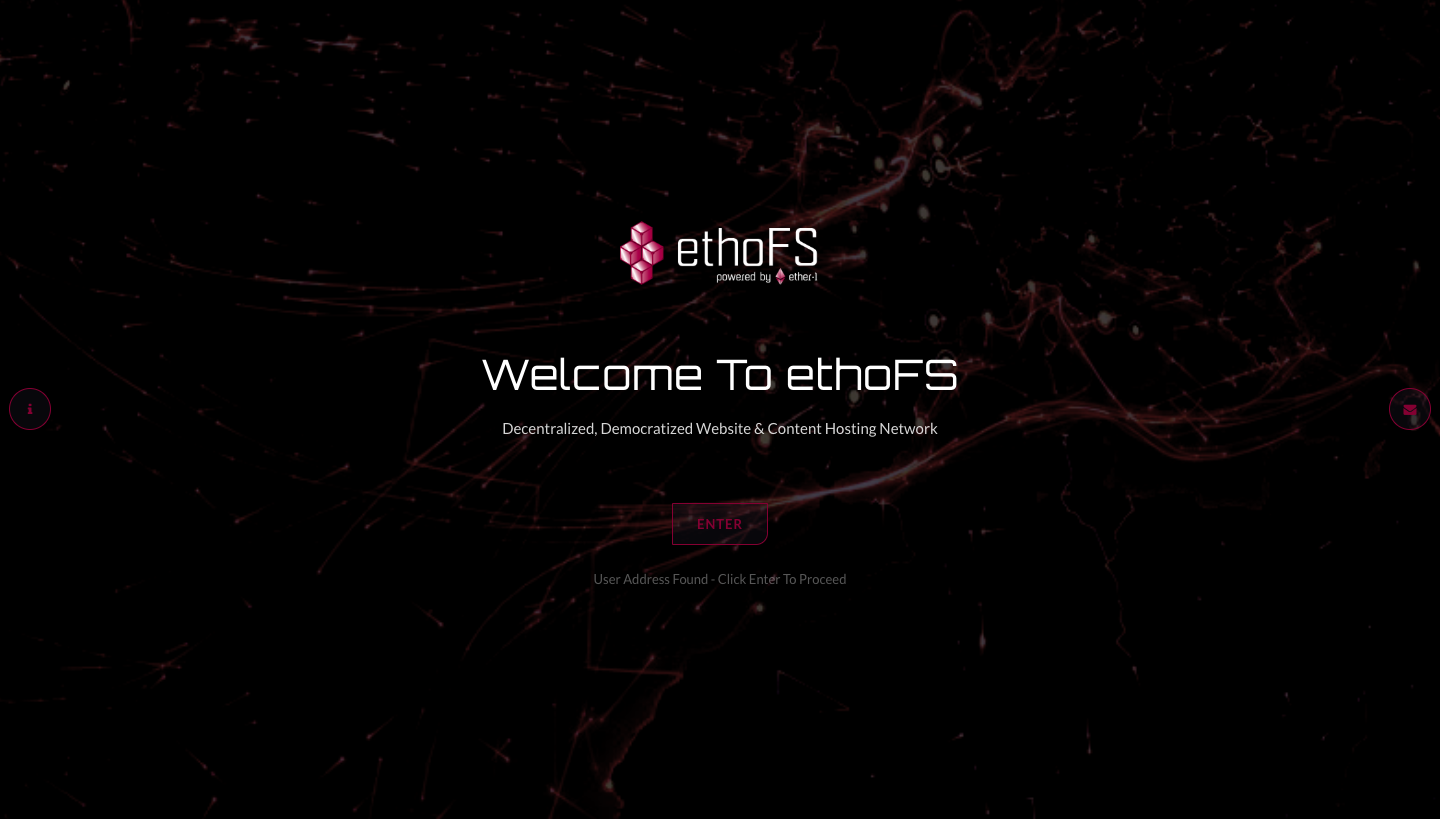 ethoFS
powered by ether-1
Welcome To ethoFS
Decentralized, Democratized Website & Content Hosting Network
ENTER
User Address Found - Click Enter To Proceed